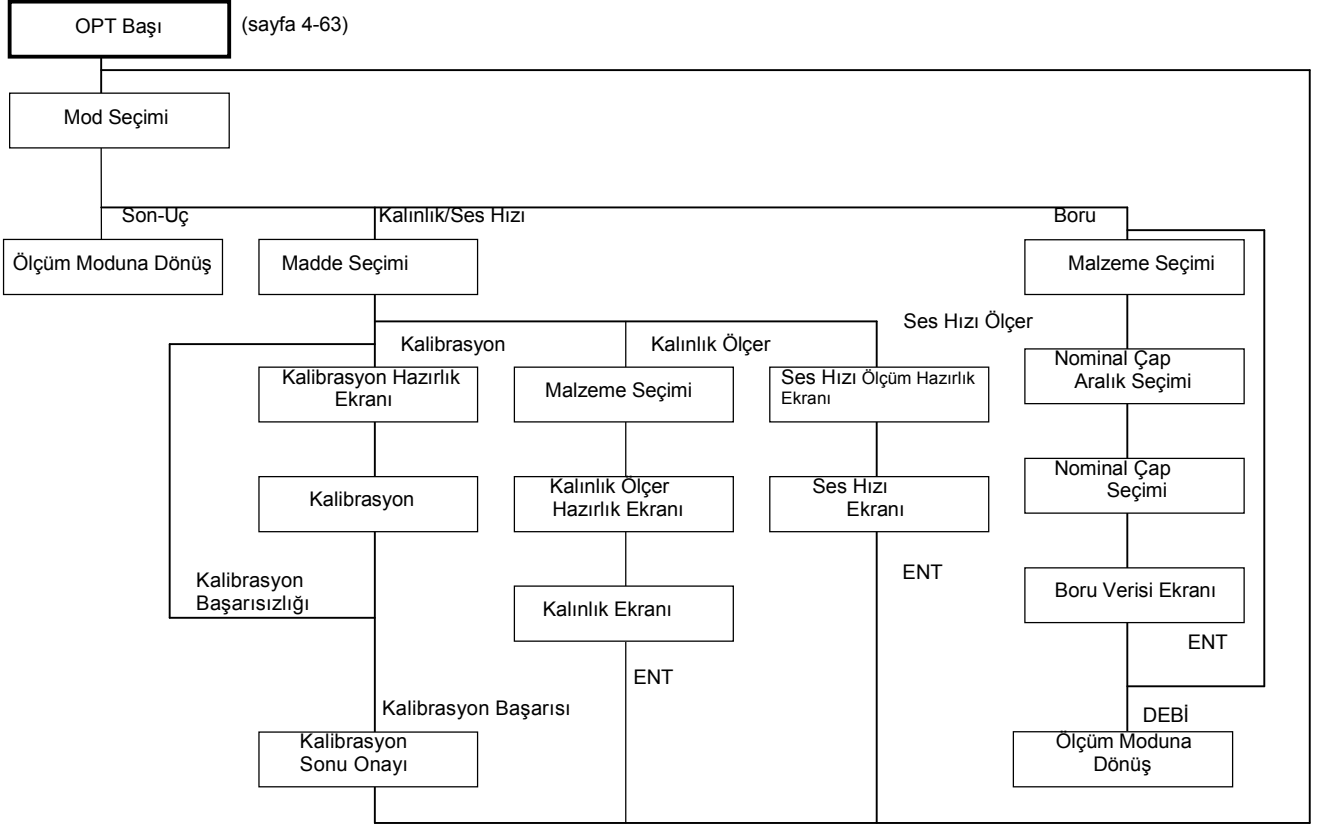 OPT Başı
(sayfa 4-63)
Mod Seçimi
Son-Uç
Kalınlık/Ses Hızı
Boru
Ölçüm Moduna Dönüş
Madde Seçimi
Malzeme Seçimi
Ses Hızı Ölçer
Kalibrasyon
Kalınlık Ölçer
Kalibrasyon Hazırlık
Ekranı
Malzeme Seçimi
Ses Hızı Ölçüm Hazırlık
Ekranı
Nominal Çap
Aralık Seçimi
Kalibrasyon
Kalınlık Ölçer
Hazırlık Ekranı
Ses Hızı
Ekranı
Nominal Çap
Seçimi
Kalibrasyon
Başarısızlığı
Kalınlık Ekranı
ENT
Boru Verisi Ekranı
ENT
ENT
Kalibrasyon Başarısı
DEBİ
Kalibrasyon
Sonu Onayı
Ölçüm Moduna
Dönüş